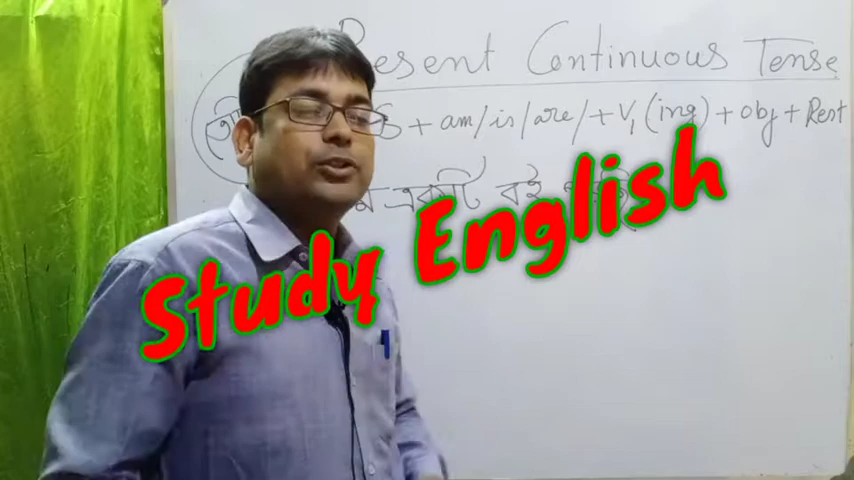 Present Continuous Tense
S + am/is/are/+V₁(ing)+obj+Rest
একটি বই
Study English